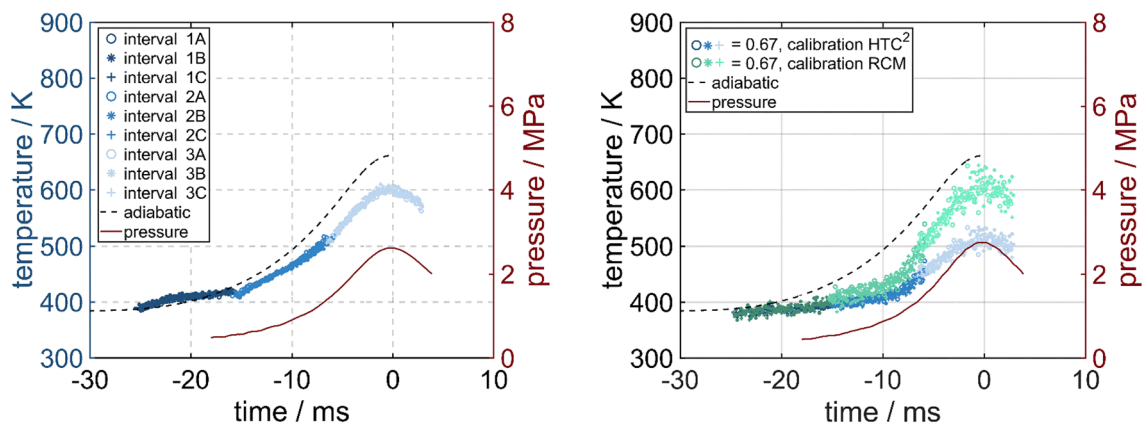 900
800
700
600
500
400
300
temperature / K
interval 1A
interval 1B
interval 1C
interval 2A
interval 2B
interval 2C
interval 3A
interval 3B
interval 3C
adiabatic
pressure
8
6
4
2
0
pressure / MPa
-30 -20 -10 0 10
time / ms
900
800
700
600
500
400
300
temperature / K
= 0.67, calibration HTC²
= 0.67, calibration RCM
adiabatic
pressure
8
6
4
2
0
pressure / MPa
-30 -20 -10 0 10
time / ms